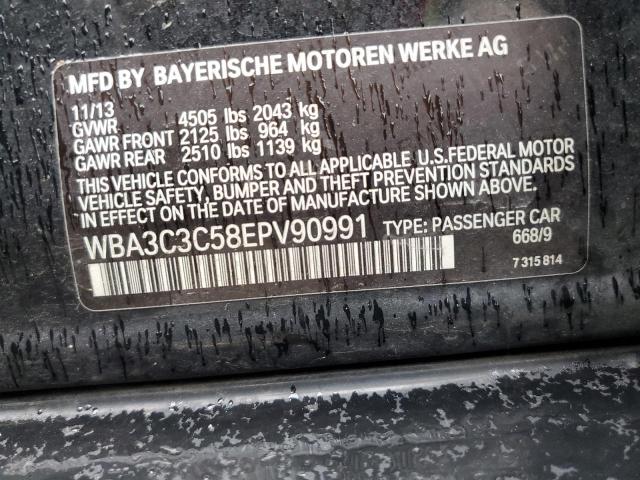 MFD BY BAYERISCHE MOTOREN WERKE AG
11/13
GVWR 4505 lbs 2043 kg
GAWR FRONT 2125 lbs 964 kg
GAWR REAR 2510 lbs 1139 kg
THIS VEHICLE CONFORMS TO ALL APPLICABLE U.S.FEDERAL MOTOR
VEHICLE SAFETY, BUMPER AND THEFT PREVENTION STANDARDS
IN EFFECT ON THE DATE OF MANUFACTURE SHOWN ABOVE.
WBA3C3C58EPV90991 TYPE: PASSENGER CAR
668/9
7 315 814